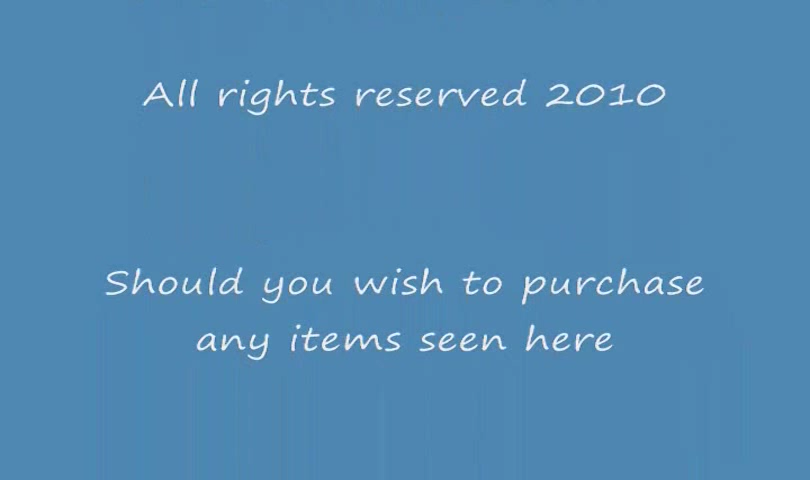 All rights reserved 2010
Should you wish to purchase
any items seen here